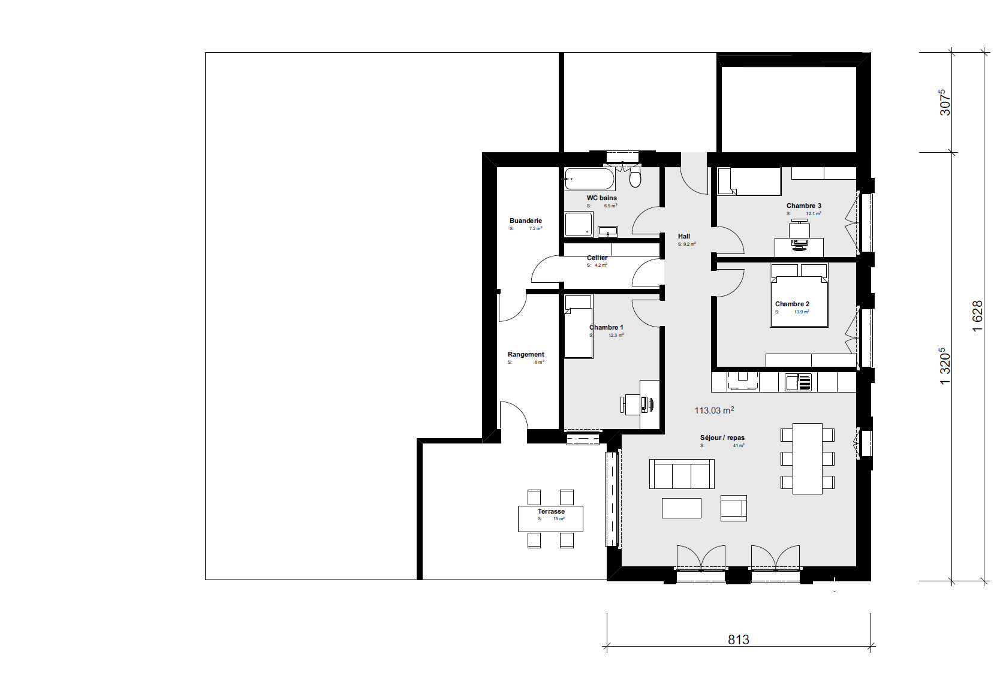 307⁵
WC bains
S: 6.5 m²
Chambre 3
S: 12.1 m²
Buanderie
S: 7.2 m²
Hall
S: 9.2 m²
Cellier
S: 4.2 m²
Chambre 2
S: 13.9 m²
1 628
Chambre 1
S: 12.3 m²
Rangement
S: 8 m²
1 320⁵
113.03 m²
Séjour / repas
S: 41 m²
Terrasse
S: 15 m²
813